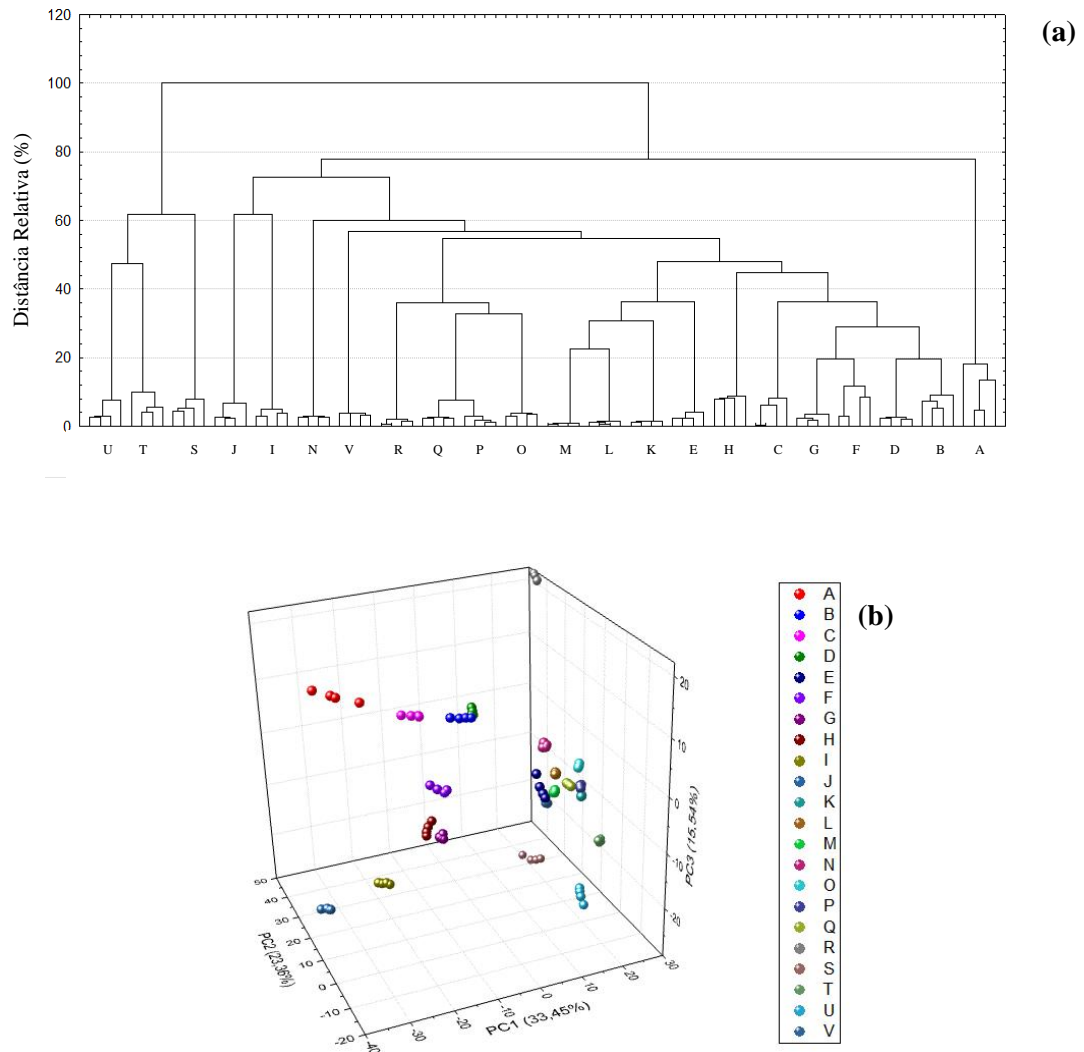 (a)
120
100
80
60
40
20
0
Distância Relativa (%)
U T S J I N V R Q P O M L K E H C G F D B A
(b)
20
10
0
-10
-20
PC3 (15,54%)
50
40
30
20
10
0
-10
-20
PC2 (23,36%)
-40
-30
-20
-10
0
10
20
30
PC1 (33,45%)
A
B
C
D
E
F
G
H
I
J
K
L
M
N
O
P
Q
R
S
T
U
V